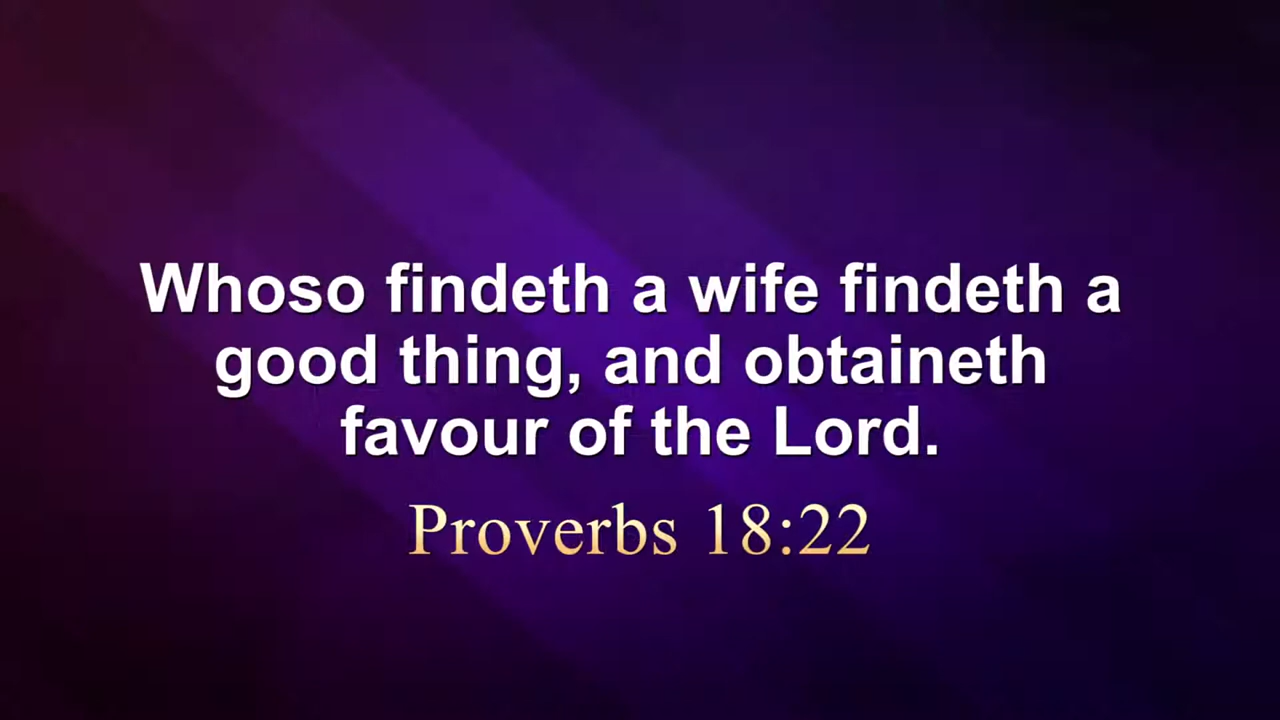 Whoso findeth a wife findeth a
good thing, and obtaineth
favour of the Lord.
Proverbs 18:22